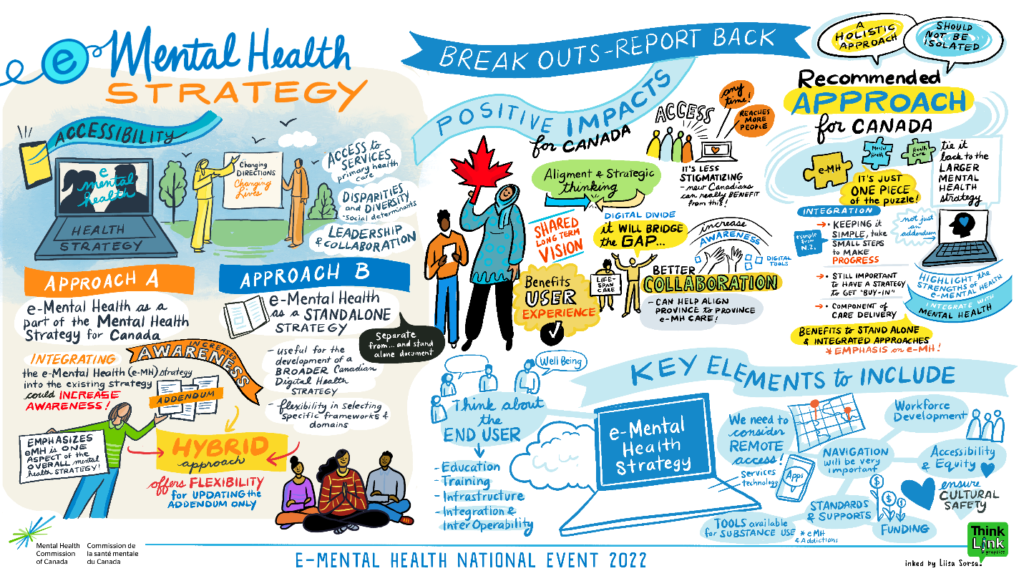 e Mental Health
STRATEGY
ACCESSIBILITY
e
mental
health
HEALTH
STRATEGY
Changing
DIRECTIONS
Changing
Lives
ACCESS to
SERVICES
primary health
care
DISPARITIES
and DIVERSITY
- social determinants
LEADERSHIP
& COLLABORATION
APPROACH A
e-Mental Health as a
part of the Mental Health
Strategy for Canada
INTEGRATING
the e-Mental Health (e-MH) strategy
into the existing strategy
could INCREASE
AWARENESS!
INCREASED
AWARENESS
ADDENDUM
EMPHASIZES
eMH is ONE
ASPECT of the
OVERALL mental
health STRATEGY!
HYBRID
approach
offers FLEXIBILITY
for UPDATING the
ADDENDUM ONLY
APPROACH B
e-Mental Health
as a STANDALONE
STRATEGY
Separate
from... and stand
alone document
- useful for the
development of a
BROADER Canadian
Digital Health
STRATEGY
- flexibility in selecting
specific frameworks &
domains
BREAK OUTS - REPORT BACK
POSITIVE IMPACTS
for CANADA
Aligment & Strategic
thinking
SHARED
LONG TERM
VISION
Benefits
USER
EXPERIENCE
ACCESS
any
time!
REACHES
MORE
PEOPLE
IT'S LESS
STIGMATIZING
- new Canadians
can really BENEFIT
from this!
DIGITAL DIVIDE
it WILL BRIDGE
the GAP...
LIFE-
SPAN
CARE
increase
AWARENESS
DIGITAL
TOOLS
BETTER
COLLABORATION
- CAN HELP ALIGN
PROVINCE to PROVINCE
e-MH CARE!
A
HOLISTIC
APPROACH
SHOULD
NOT BE
ISOLATED
Recommended
APPROACH
for CANADA
e-MH
Mental
Health
Health
Care
IT'S JUST
ONE PIECE
of the puzzle!
tie it
back to the
LARGER
MENTAL
HEALTH
strategy
INTEGRATION
example
from
N.Z.
→ KEEPING it
SIMPLE, take
SMALL STEPS
to MAKE
PROGRESS
→ STILL IMPORTANT
to HAVE a STRATEGY
to GET "BUY-IN"
→ COMPONENT of
CARE DELIVERY
not just
an
addendum
HIGHLIGHT the
STRENGTHS of
e-MENTAL HEALTH
INTEGRATE WITH
MENTAL HEALTH
BENEFITS to STAND ALONE
& INTEGRATED APPROACHES
* EMPHASIS on e-MH!
Well Being
Think about
the
END USER
- Education
- Training
- Infrastructure
- Integration &
Inter Operability
KEY ELEMENTS to INCLUDE
e-Mental
Health
Strategy
We need to
consider
REMOTE
access!
Services
technology
Apps
NAVIGATION
will be very
important
Workforce
Development
Accessibility
& Equity
ensure
CULTURAL
SAFETY
STANDARDS
& SUPPORTS
FUNDING
TOOLS available
for SUBSTANCE USE
* eMH
& Addictions
Mental Health
Commission
of Canada
Commission de
la santé mentale
du Canada
E-MENTAL HEALTH NATIONAL EVENT 2022
Think
Link
graphics
inked by Liisa Sorsa